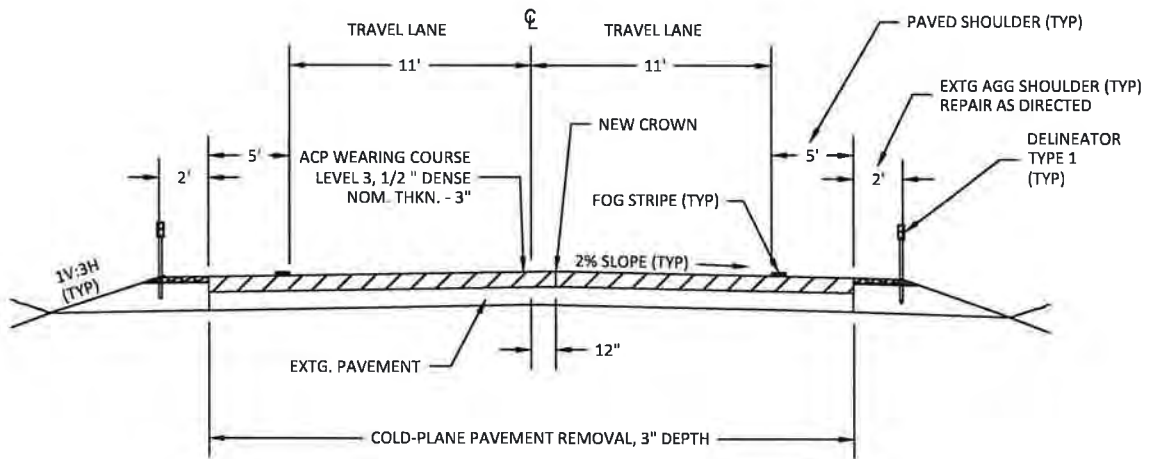 ℄
TRAVEL LANE
TRAVEL LANE
PAVED SHOULDER (TYP)
11'
11'
EXTG AGG SHOULDER (TYP)
REPAIR AS DIRECTED
NEW CROWN
DELINEATOR
TYPE 1
(TYP)
5'
5'
2'
2'
ACP WEARING COURSE
LEVEL 3, 1/2 " DENSE
NOM. THKN. - 3"
FOG STRIPE (TYP)
2% SLOPE (TYP)
1V:3H
(TYP)
12"
EXTG. PAVEMENT
COLD-PLANE PAVEMENT REMOVAL, 3" DEPTH